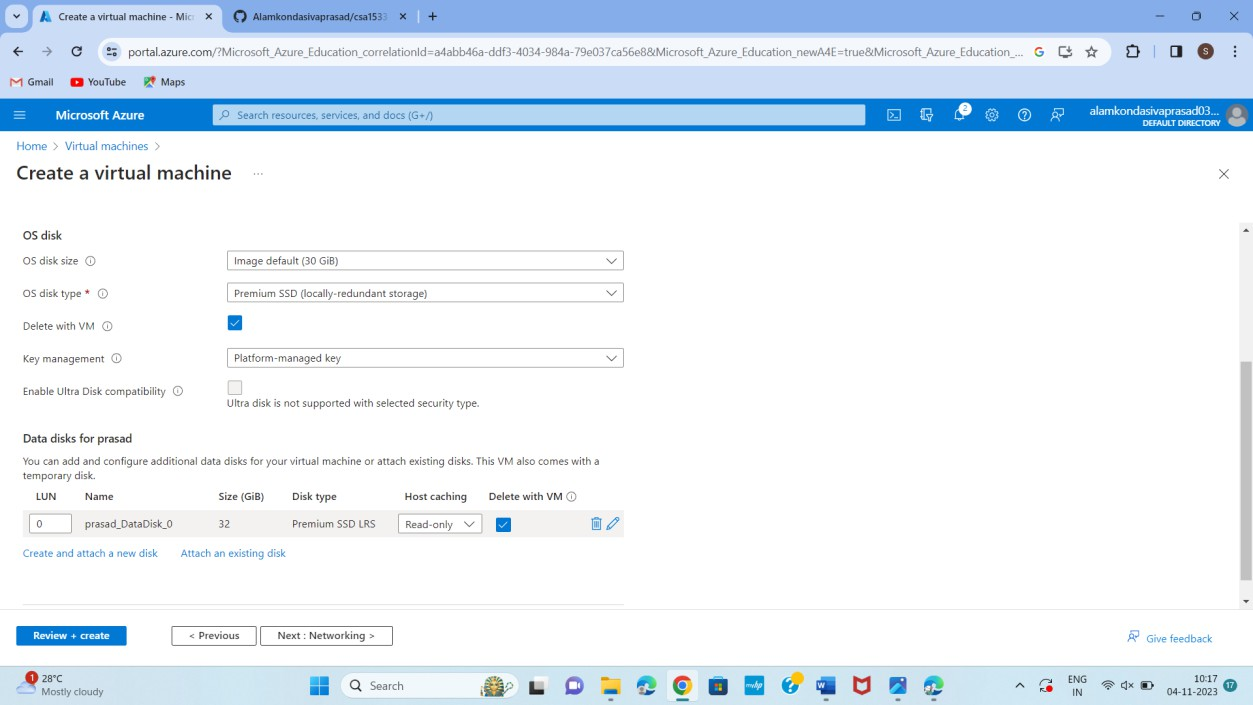 Create a virtual machine - Mic
Alamkondasivaprasad/csa1533
portal.azure.com/?Microsoft_Azure_Education_correlationId=a4abb46a-ddf3-4034-984a-79e037ca56e8&Microsoft_Azure_Education_newA4E=true&Microsoft_Azure_Education_...
S
Gmail
YouTube
Maps
Microsoft Azure
Search resources, services, and docs (G+/)
2
alamkondasivaprasad03...
DEFAULT DIRECTORY
Home > Virtual machines >
Create a virtual machine ...
OS disk
OS disk size
Image default (30 GiB)
OS disk type *
Premium SSD (locally-redundant storage)
Delete with VM
Key management
Platform-managed key
Enable Ultra Disk compatibility
Ultra disk is not supported with selected security type.
Data disks for prasad
You can add and configure additional data disks for your virtual machine or attach existing disks. This VM also comes with a
temporary disk.
LUN Name Size (GiB) Disk type Host caching Delete with VM
0 prasad_DataDisk_0 32 Premium SSD LRS Read-only
Create and attach a new disk Attach an existing disk
Review + create < Previous Next : Networking >
Give feedback
1
28°C
Mostly cloudy
Search
myhp
ENG
IN
10:17
04-11-2023
17